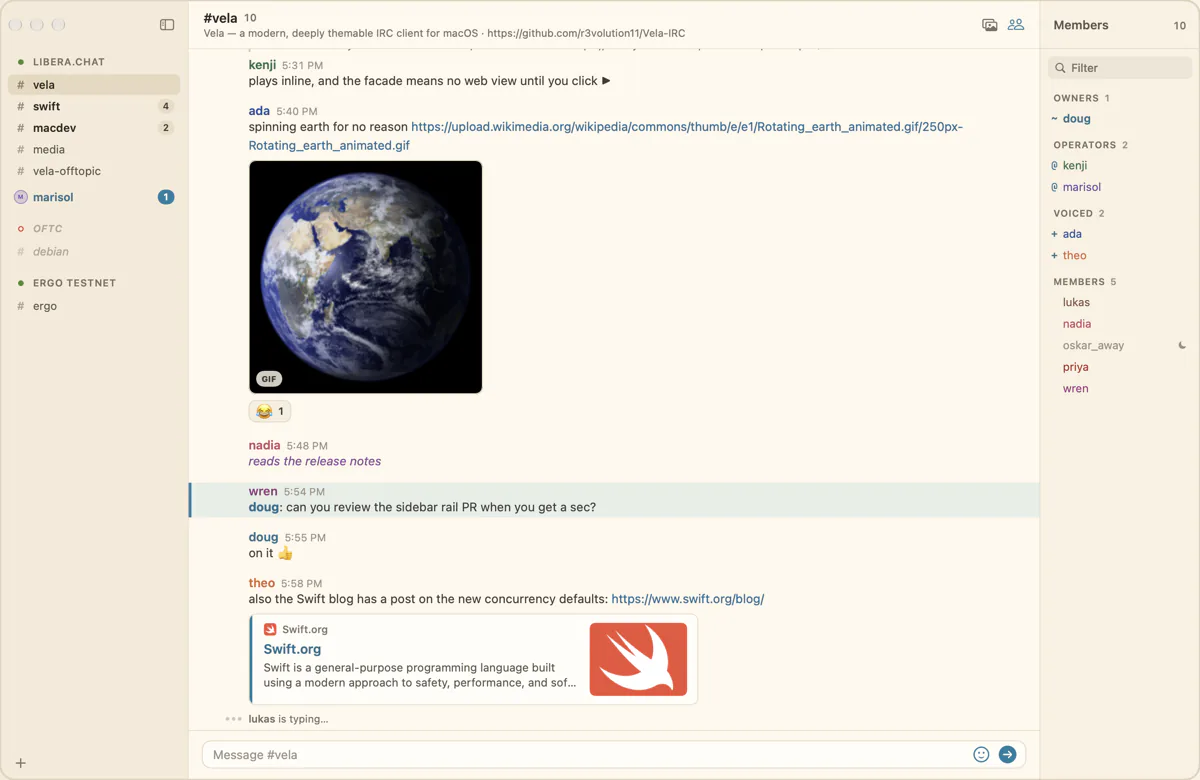 LIBERA.CHAT
# vela
# swift 4
# macdev 2
# media
# vela-offtopic
M marisol 1
OFTC
# debian
ERGO TESTNET
# ergo
+
#vela 10
Vela — a modern, deeply themable IRC client for macOS · https://github.com/r3volution11/Vela-IRC
kenji 5:31 PM
plays inline, and the facade means no web view until you click ▶
ada 5:40 PM
spinning earth for no reason https://upload.wikimedia.org/wikipedia/commons/thumb/e/e1/Rotating_earth_animated.gif/250px-
Rotating_earth_animated.gif
GIF
😂 1
nadia 5:48 PM
reads the release notes
wren 5:54 PM
doug: can you review the sidebar rail PR when you get a sec?
doug 5:55 PM
on it 👍
theo 5:58 PM
also the Swift blog has a post on the new concurrency defaults: https://www.swift.org/blog/
Swift.org
Swift.org
Swift is a general-purpose programming language built
using a modern approach to safety, performance, and sof…
lukas is typing…
Message #vela
Members 10
Filter
OWNERS 1
~ doug
OPERATORS 2
@ kenji
@ marisol
VOICED 2
+ ada
+ theo
MEMBERS 5
lukas
nadia
oskar_away
priya
wren